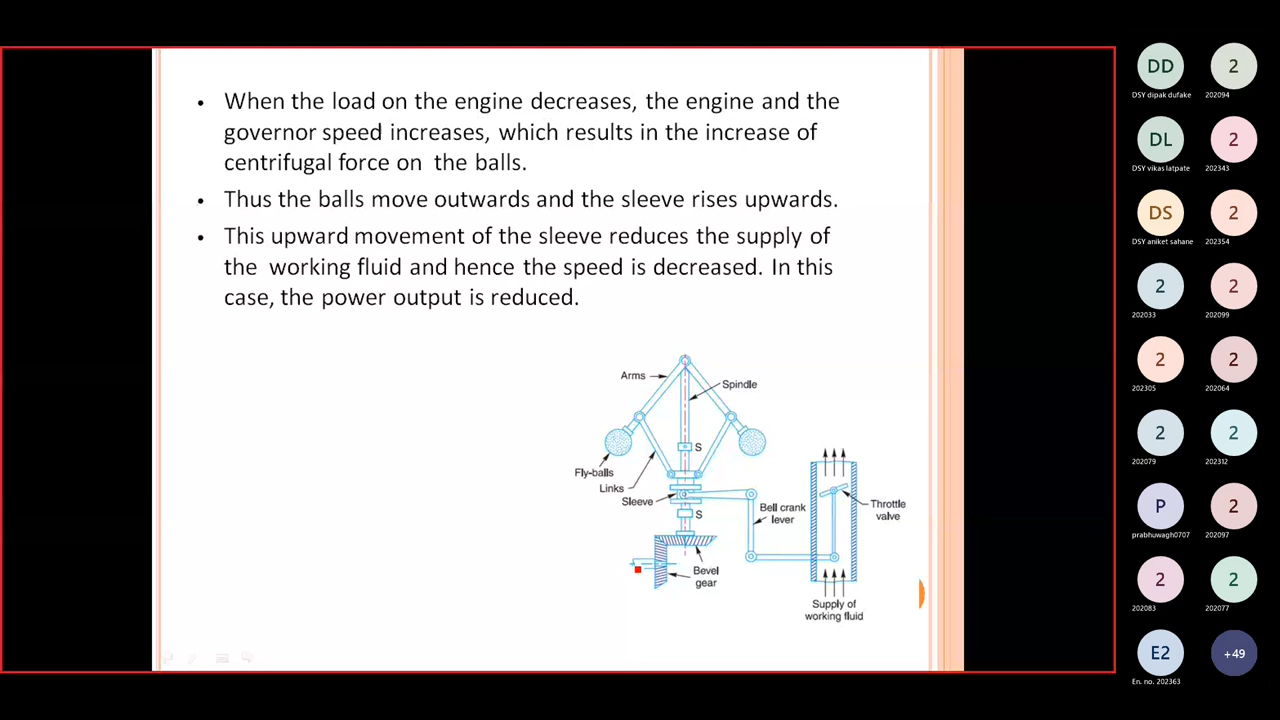 • When the load on the engine decreases, the engine and the
governor speed increases, which results in the increase of
centrifugal force on the balls.
• Thus the balls move outwards and the sleeve rises upwards.
• This upward movement of the sleeve reduces the supply of
the working fluid and hence the speed is decreased. In this
case, the power output is reduced.
Arms
Spindle
S
Fly-balls
Links
Sleeve
S
Bell crank
lever
Throttle
valve
Bevel
gear
Supply of
working fluid
DD
2
DSY dipak dufake
202094
DL
2
DSY vikas latpate
202343
DS
2
DSY aniket sahane
202354
2
2
202033
202099
2
2
202305
202064
2
2
202079
202312
P
2
prabhuwagh0707
202097
2
2
202083
202077
E2
+49
En. no. 202363